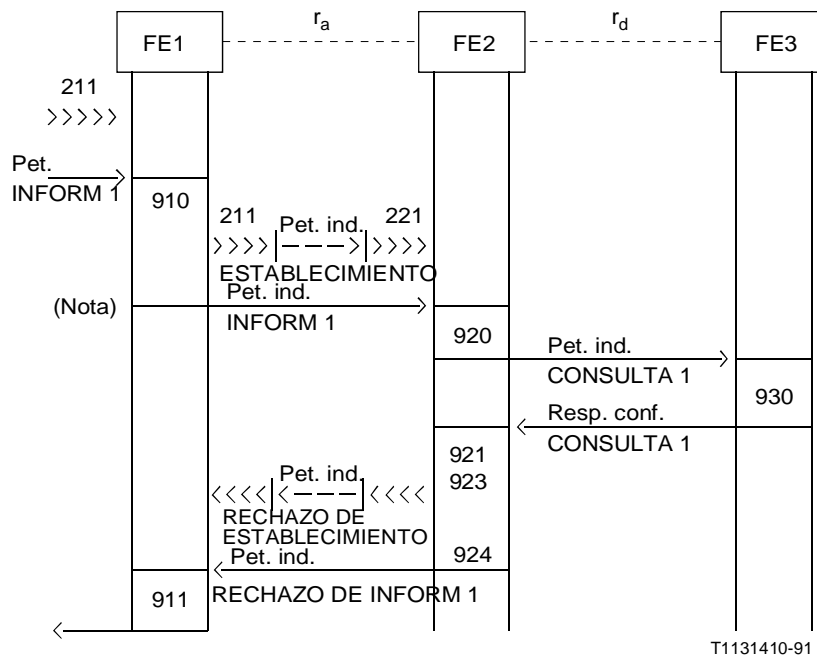 ra
rd
FE1
FE2
FE3
211
Pet.
INFORM 1
910
211
Pet. ind.
221
ESTABLECIMIENTO
(Nota)
Pet. ind.
INFORM 1
920
Pet. ind.
CONSULTA 1
930
Resp. conf.
CONSULTA 1
921
923
Pet. ind.
RECHAZO DE
ESTABLECIMIENTO
Pet. ind.
924
RECHAZO DE INFORM 1
911
T1131410-91